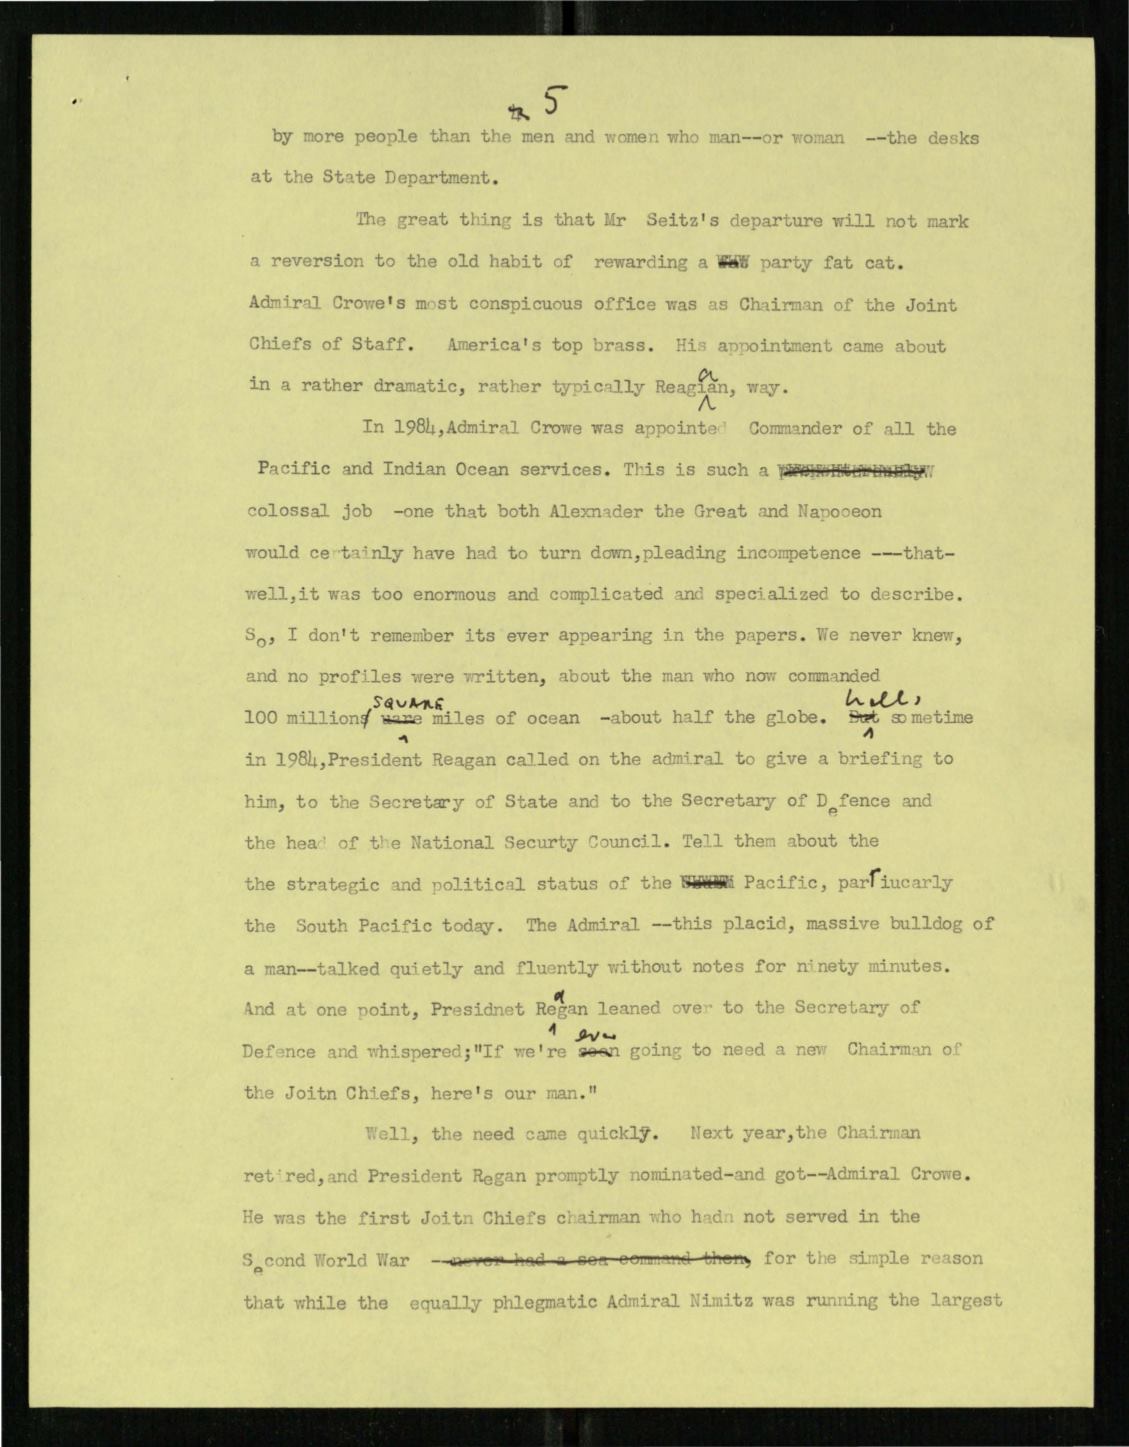 5
by more people than the men and women who man--or woman --the desks
at the State Department.
The great thing is that Mr Seitz's departure will not mark
a reversion to the old habit of rewarding a party fat cat.
Admiral Crowe's most conspicuous office was as Chairman of the Joint
Chiefs of Staff. America's top brass. His appointment came about
in a rather dramatic, rather typically Reagian, way.
a
In 1984,Admiral Crowe was appointed Commander of all the
Pacific and Indian Ocean services. This is such a
colossal job -one that both Alexnader the Great and Napooeon
would certainly have had to turn down,pleading incompetence ---that-
well,it was too enormous and complicated and specialized to describe.
So, I don't remember its ever appearing in the papers. We never knew,
and no profiles were written, about the man who now commanded
SQUARE
100 millions uare miles of ocean -about half the globe. But sometime
in 1984,President Reagan called on the admiral to give a briefing to
him, to the Secretary of State and to the Secretary of Defence and
the head of the National Securty Council. Tell them about the
the strategic and political status of the Pacific, partiucarly
the South Pacific today. The Admiral --this placid, massive bulldog of
a man--talked quietly and fluently without notes for ninety minutes.
a
And at one point, Presidnet Regan leaned over to the Secretary of
ever
Defence and whispered;"If we're soon going to need a new Chairman of
the Joitn Chiefs, here's our man."
Well, the need came quickly. Next year,the Chairman
retired,and President Regan promptly nominated-and got--Admiral Crowe.
He was the first Joitn Chiefs chairman who hadn not served in the
Second World War --never had a sea command then, for the simple reason
that while the equally phlegmatic Admiral Nimitz was running the largest